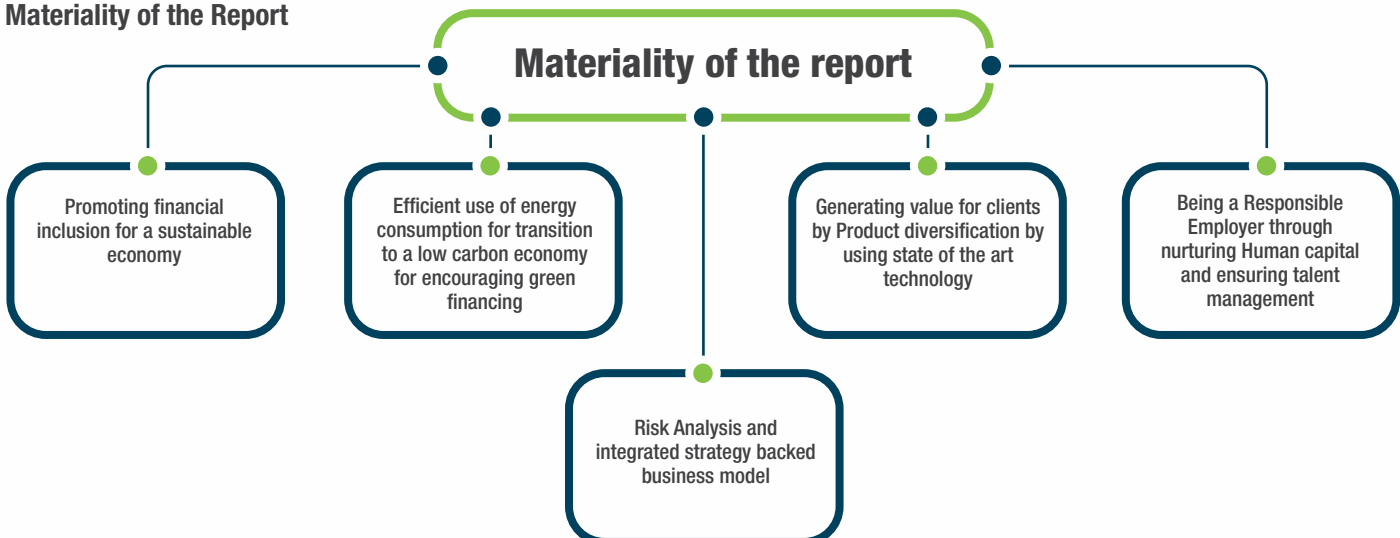 Materiality of the Report
Materiality of the report
Promoting financial
inclusion for a sustainable
economy
Efficient use of energy
consumption for transition
to a low carbon economy
for encouraging green
financing
Generating value for clients
by Product diversification by
using state of the art
technology
Being a Responsible
Employer through
nurturing Human capital
and ensuring talent
management
Risk Analysis and
integrated strategy backed
business model